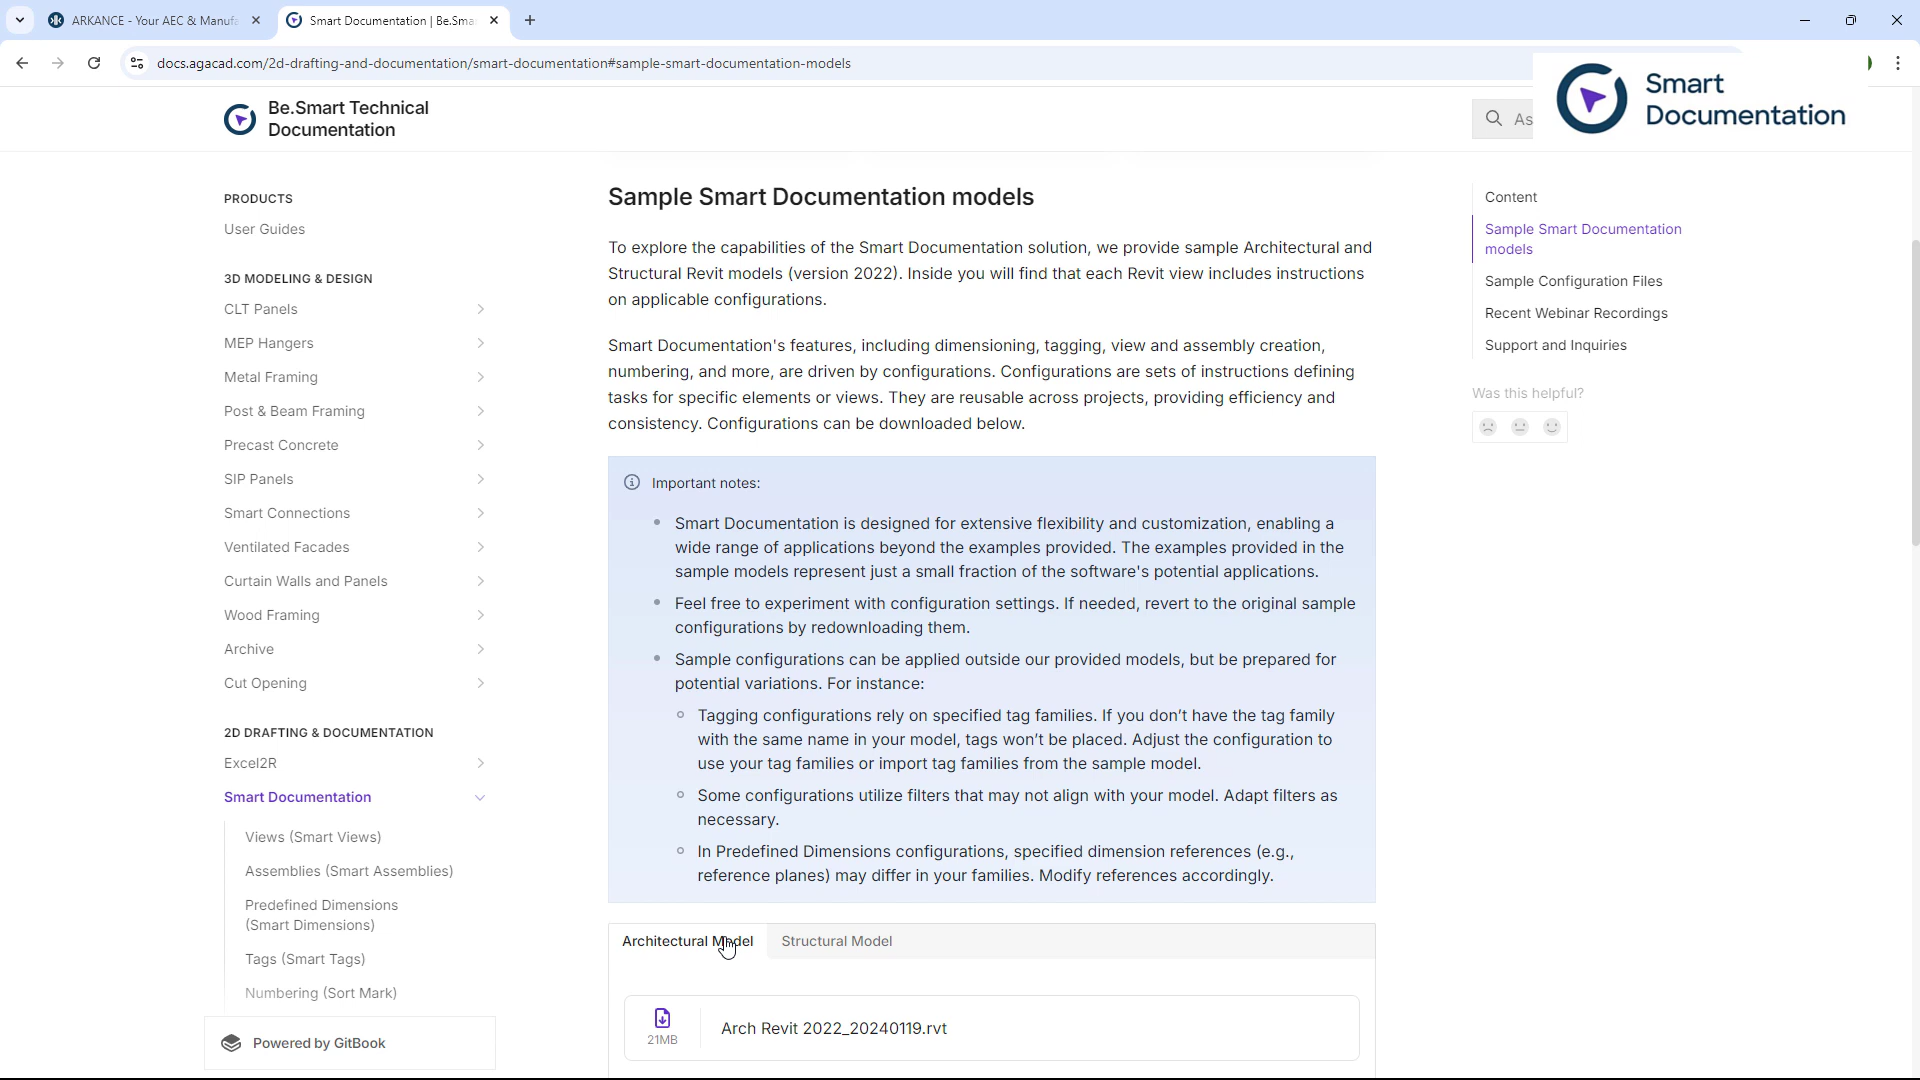 ARKANCE - Your AEC & Manufa
Smart Documentation | Be.Sma
docs.agacad.com/2d-drafting-and-documentation/smart-documentation#sample-smart-documentation-models
Smart
Documentation
Be.Smart Technical
Documentation
As
PRODUCTS
User Guides
3D MODELING & DESIGN
CLT Panels
MEP Hangers
Metal Framing
Post & Beam Framing
Precast Concrete
SIP Panels
Smart Connections
Ventilated Facades
Curtain Walls and Panels
Wood Framing
Archive
Cut Opening
2D DRAFTING & DOCUMENTATION
Excel2R
Smart Documentation
Views (Smart Views)
Assemblies (Smart Assemblies)
Predefined Dimensions
(Smart Dimensions)
Tags (Smart Tags)
Numbering (Sort Mark)
Powered by GitBook
Sample Smart Documentation models
To explore the capabilities of the Smart Documentation solution, we provide sample Architectural and
Structural Revit models (version 2022). Inside you will find that each Revit view includes instructions
on applicable configurations.
Smart Documentation's features, including dimensioning, tagging, view and assembly creation,
numbering, and more, are driven by configurations. Configurations are sets of instructions defining
tasks for specific elements or views. They are reusable across projects, providing efficiency and
consistency. Configurations can be downloaded below.
Important notes:
Smart Documentation is designed for extensive flexibility and customization, enabling a
wide range of applications beyond the examples provided. The examples provided in the
sample models represent just a small fraction of the software's potential applications.
Feel free to experiment with configuration settings. If needed, revert to the original sample
configurations by redownloading them.
Sample configurations can be applied outside our provided models, but be prepared for
potential variations. For instance:
Tagging configurations rely on specified tag families. If you don't have the tag family
with the same name in your model, tags won't be placed. Adjust the configuration to
use your tag families or import tag families from the sample model.
Some configurations utilize filters that may not align with your model. Adapt filters as
necessary.
In Predefined Dimensions configurations, specified dimension references (e.g.,
reference planes) may differ in your families. Modify references accordingly.
Architectural Model
Structural Model
21MB
Arch Revit 2022_20240119.rvt
Content
Sample Smart Documentation
models
Sample Configuration Files
Recent Webinar Recordings
Support and Inquiries
Was this helpful?